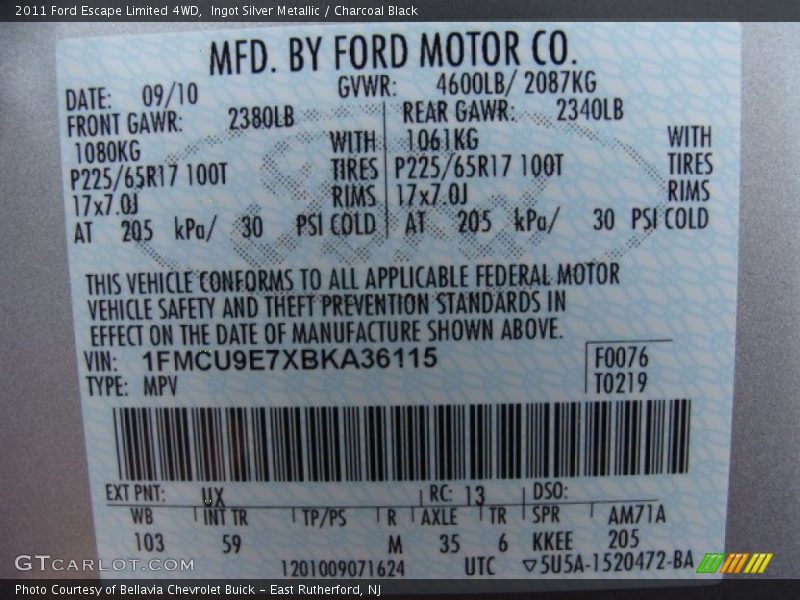 2011 Ford Escape Limited 4WD, Ingot Silver Metallic / Charcoal Black
MFD. BY FORD MOTOR CO.
DATE: 09/10 GVWR: 4600LB/ 2087KG
FRONT GAWR: 2380LB REAR GAWR: 2340LB
1080KG WITH 1061KG WITH
P225/65R17 100T TIRES P225/65R17 100T TIRES
17x7.0J RIMS 17x7.0J RIMS
AT 205 kPa/ 30 PSI COLD AT 205 kPa/ 30 PSI COLD
THIS VEHICLE CONFORMS TO ALL APPLICABLE FEDERAL MOTOR
VEHICLE SAFETY AND THEFT PREVENTION STANDARDS IN
EFFECT ON THE DATE OF MANUFACTURE SHOWN ABOVE.
VIN: 1FMCU9E7XBKA36115 F0076
TYPE: MPV T0219
EXT PNT: UX RC: 13 DSO:
WB INT TR TP/PS R AXLE TR SPR AM71A
103 59 M 35 6 KKEE 205
1201009071624 UTC ▽5U5A-1520472-BA
GTCARLOT.COM
Photo Courtesy of Bellavia Chevrolet Buick – East Rutherford, NJ